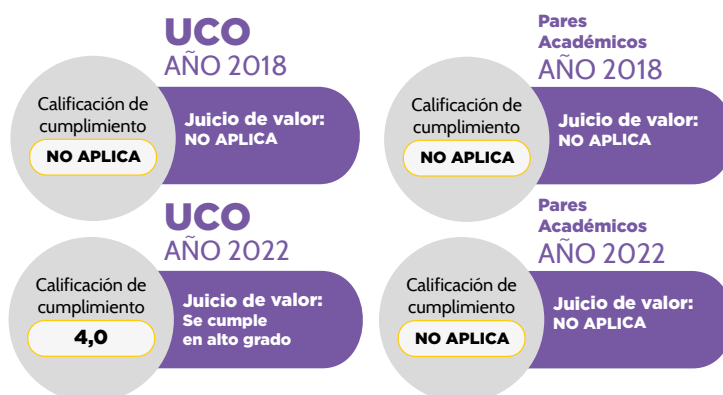 UCO
AÑO 2018
Calificación de
cumplimiento
NO APLICA
Juicio de valor:
NO APLICA
Pares
Académicos
AÑO 2018
Calificación de
cumplimiento
NO APLICA
Juicio de valor:
NO APLICA
UCO
AÑO 2022
Calificación de
cumplimiento
4,0
Juicio de valor:
Se cumple
en alto grado
Pares
Académicos
AÑO 2022
Calificación de
cumplimiento
NO APLICA
Juicio de valor:
NO APLICA